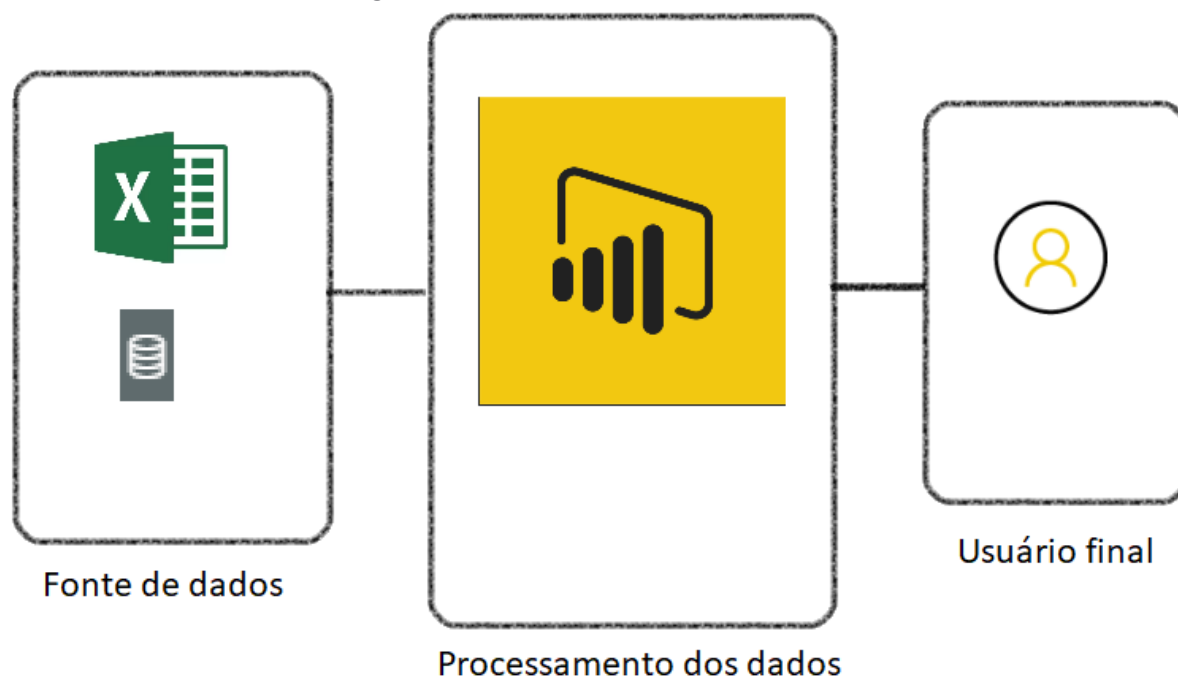 X
Fonte de dados
Processamento dos dados
Usuário final